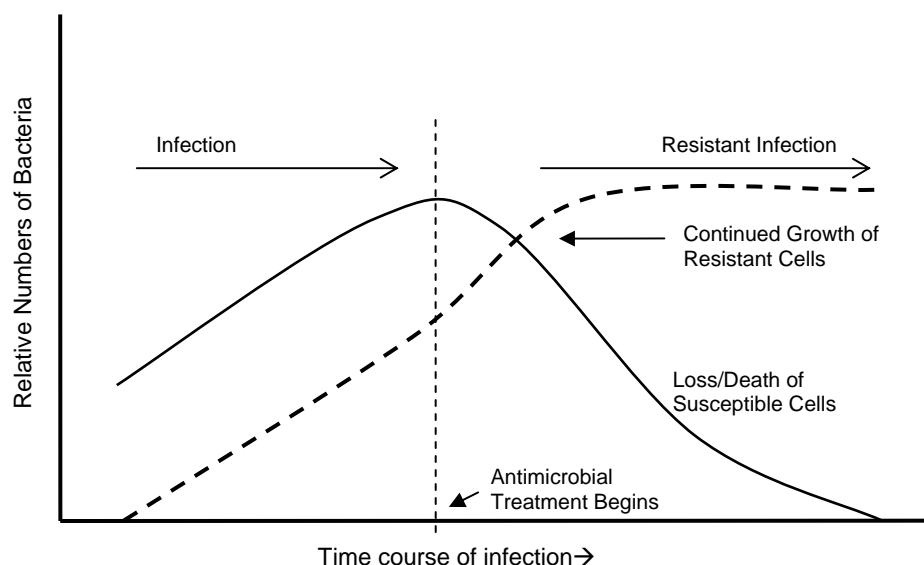 Relative Numbers of Bacteria
Infection
Resistant Infection
Continued Growth of
Resistant Cells
Loss/Death of
Susceptible Cells
Antimicrobial
Treatment Begins
Time course of infection→